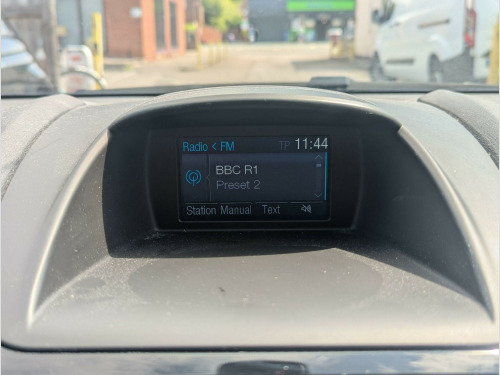 Radio < FM TP 11:44
BBC R1
Preset 2
Station Manual Text